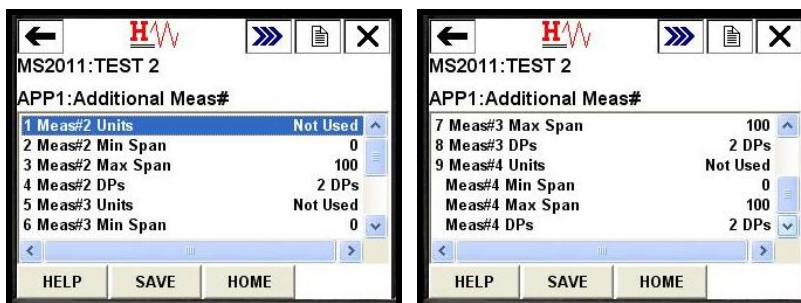 H
MS2011:TEST 2
APP1:Additional Meas#
1 Meas#2 Units Not Used
2 Meas#2 Min Span 0
3 Meas#2 Max Span 100
4 Meas#2 DPs 2 DPs
5 Meas#3 Units Not Used
6 Meas#3 Min Span 0
HELP SAVE HOME
H
MS2011:TEST 2
APP1:Additional Meas#
7 Meas#3 Max Span 100
8 Meas#3 DPs 2 DPs
9 Meas#4 Units Not Used
Meas#4 Min Span 0
Meas#4 Max Span 100
Meas#4 DPs 2 DPs
HELP SAVE HOME